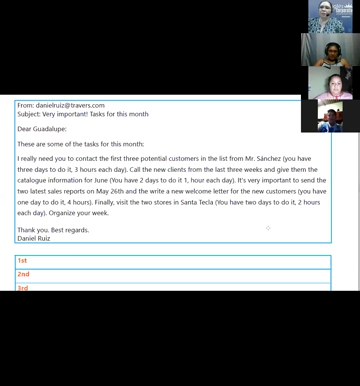 From: danielruiz@travers.com
Subject: Very important! Tasks for this month
Dear Guadalupe:
These are some of the tasks for this month:
I really need you to contact the first three potential customers in the list from Mr. Sánchez (you have
three days to do it, 3 hours each day). Call the new clients from the last three weeks and give them the
catalogue information for June (You have 2 days to do it 1, hour each day). It's very important to send the
two latest sales reports on May 26th and the write a new welcome letter for the new customers (you have
one day to do it, 4 hours). Finally, visit the two stores in Santa Tecla (You have two days to do it, 2 hours
each day). Organize your week.
Thank you. Best regards.
Daniel Ruiz
1st
2nd
3rd